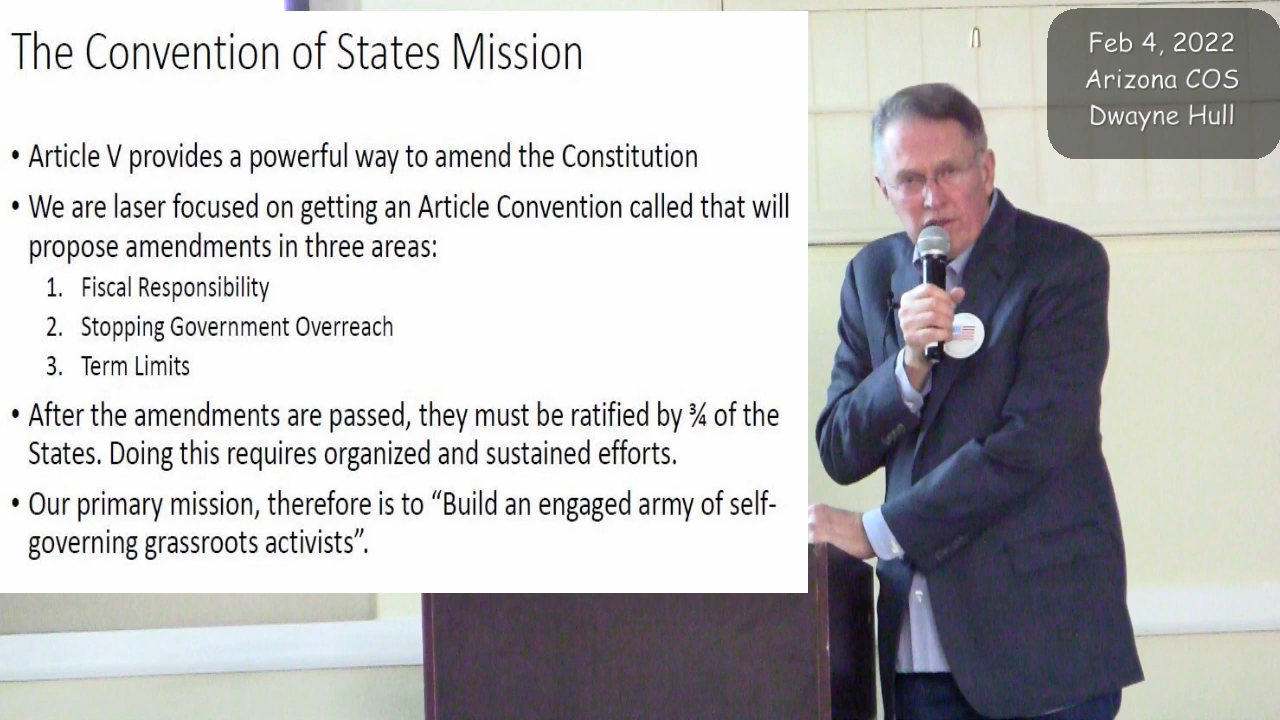 The Convention of States Mission
• Article V provides a powerful way to amend the Constitution
• We are laser focused on getting an Article Convention called that will
propose amendments in three areas:
1. Fiscal Responsibility
2. Stopping Government Overreach
3. Term Limits
• After the amendments are passed, they must be ratified by ¾ of the
States. Doing this requires organized and sustained efforts.
• Our primary mission, therefore is to “Build an engaged army of self-
governing grassroots activists”.
Feb 4, 2022
Arizona COS
Dwayne Hull